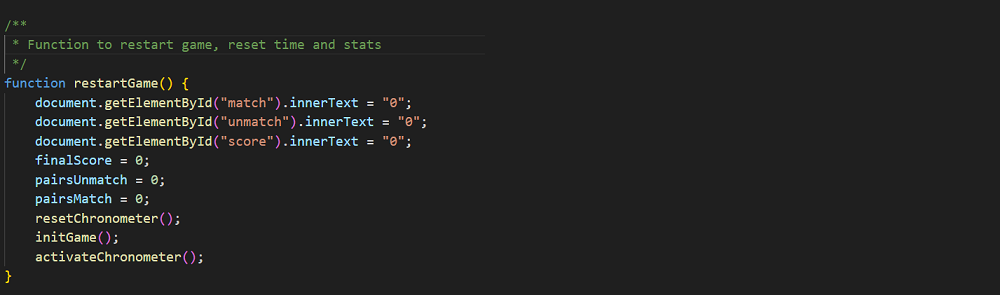 /**
 * Function to restart game, reset time and stats
 */
function restartGame() {
    document.getElementById("match").innerText = "0";
    document.getElementById("unmatch").innerText = "0";
    document.getElementById("score").innerText = "0";
    finalScore = 0;
    pairsUnmatch = 0;
    pairsMatch = 0;
    resetChronometer();
    initGame();
    activateChronometer();
}